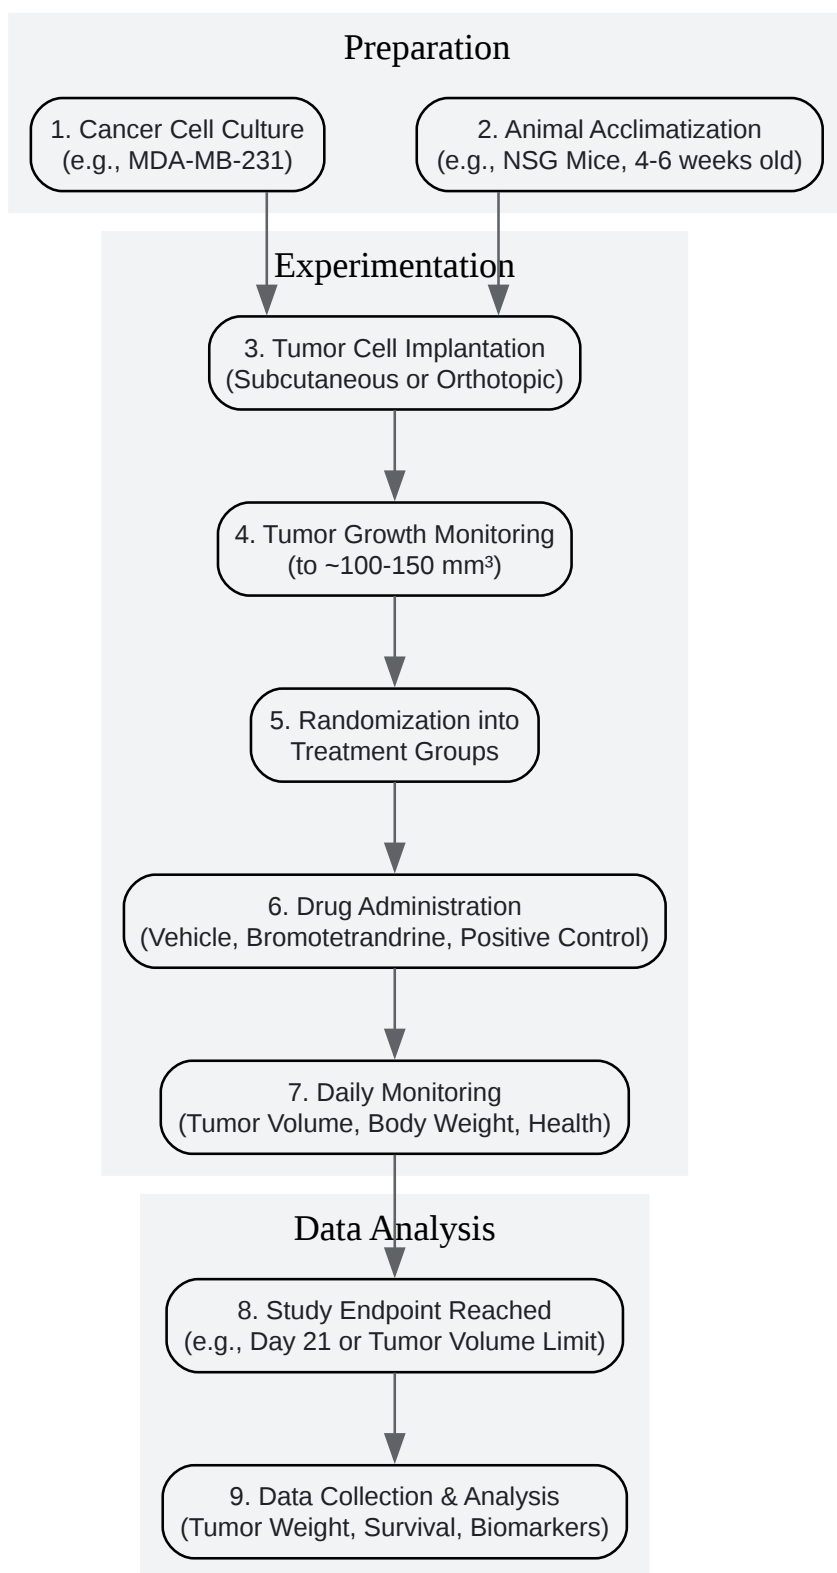 Preparation
1. Cancer Cell Culture
(e.g., MDA-MB-231)
2. Animal Acclimatization
(e.g., NSG Mice, 4-6 weeks old)
Experimentation
3. Tumor Cell Implantation
(Subcutaneous or Orthotopic)
4. Tumor Growth Monitoring
(to ~100-150 mm³)
5. Randomization into
Treatment Groups
6. Drug Administration
(Vehicle, Bromotetrandrine, Positive Control)
7. Daily Monitoring
(Tumor Volume, Body Weight, Health)
Data Analysis
8. Study Endpoint Reached
(e.g., Day 21 or Tumor Volume Limit)
9. Data Collection & Analysis
(Tumor Weight, Survival, Biomarkers)